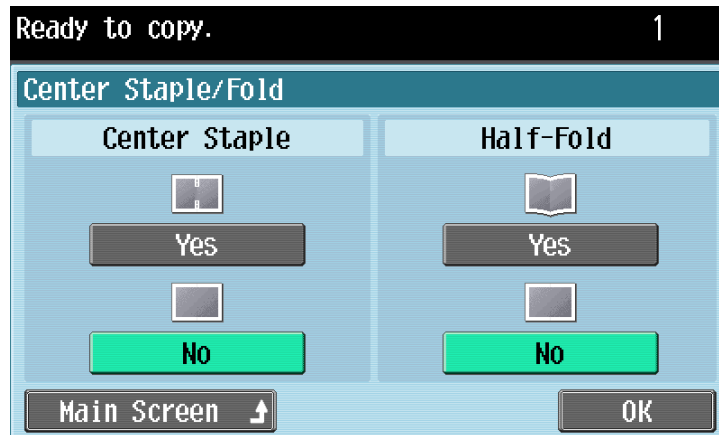 Ready to copy. 1
Center Staple/Fold
Center Staple
Yes
No
Half-Fold
Yes
No
Main Screen
OK